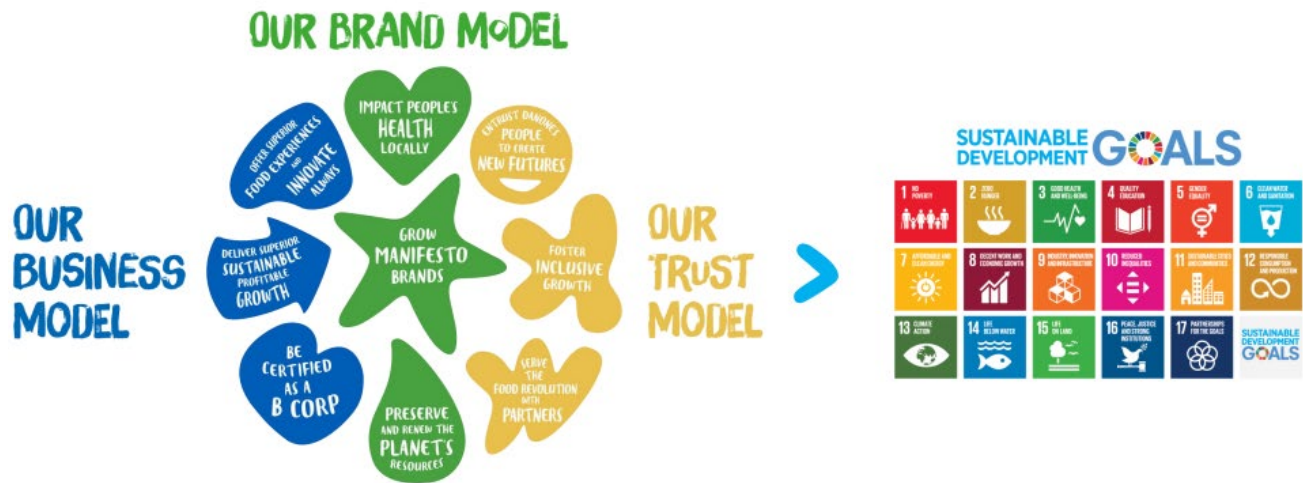 OUR BRAND MODEL
OFFER SUPERIOR
FOOD EXPERIENCES
AND
INNOVATE
ALWAYS
IMPACT PEOPLE'S
HEALTH
LOCALLY
ENTRUST DANONE'S
PEOPLE
TO CREATE
NEW FUTURES
OUR
BUSINESS
MODEL
DELIVER SUPERIOR
SUSTAINABLE
PROFITABLE
GROWTH
GROW
MANIFESTO
BRANDS
FOSTER
INCLUSIVE
GROWTH
OUR
TRUST
MODEL
BE
CERTIFIED
AS A
B CORP
PRESERVE
AND RENEW THE
PLANET'S
RESOURCES
SERVE
THE
FOOD REVOLUTION
WITH
PARTNERS
SUSTAINABLE
DEVELOPMENT GOALS
1 NO
POVERTY
2 ZERO
HUNGER
3 GOOD HEALTH
AND WELL-BEING
4 QUALITY
EDUCATION
5 GENDER
EQUALITY
6 CLEAN WATER
AND SANITATION
7 AFFORDABLE AND
CLEAN ENERGY
8 DECENT WORK AND
ECONOMIC GROWTH
9 INDUSTRY, INNOVATION
AND INFRASTRUCTURE
10 REDUCED
INEQUALITIES
11 SUSTAINABLE CITIES
AND COMMUNITIES
12 RESPONSIBLE
CONSUMPTION
AND PRODUCTION
13 CLIMATE
ACTION
14 LIFE
BELOW WATER
15 LIFE
ON LAND
16 PEACE, JUSTICE
AND STRONG
INSTITUTIONS
17 PARTNERSHIPS
FOR THE GOALS
SUSTAINABLE
DEVELOPMENT
GOALS